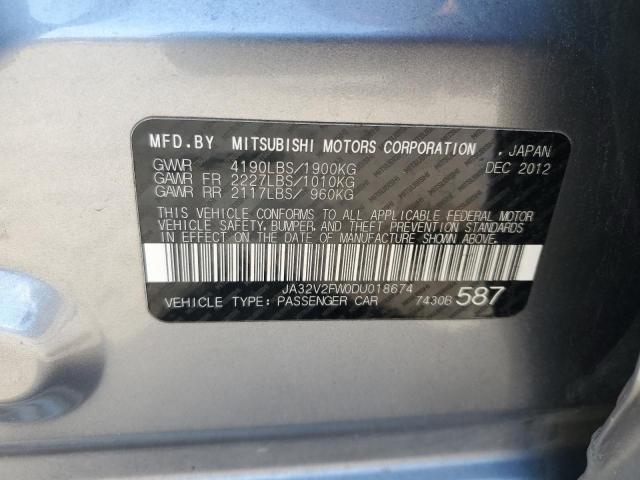 MFD.BY MITSUBISHI MOTORS CORPORATION , JAPAN
GVWR 4190LBS/1900KG DEC 2012
GAWR FR 2227LBS/1010KG
GAWR RR 2117LBS/ 960KG
THIS VEHICLE CONFORMS TO ALL APPLICABLE FEDERAL MOTOR
VEHICLE SAFETY, BUMPER, AND THEFT PREVENTION STANDARDS
IN EFFECT ON THE DATE OF MANUFACTURE SHOWN ABOVE.
JA32V2FW0DU018674
VEHICLE TYPE: PASSENGER CAR 74306 587